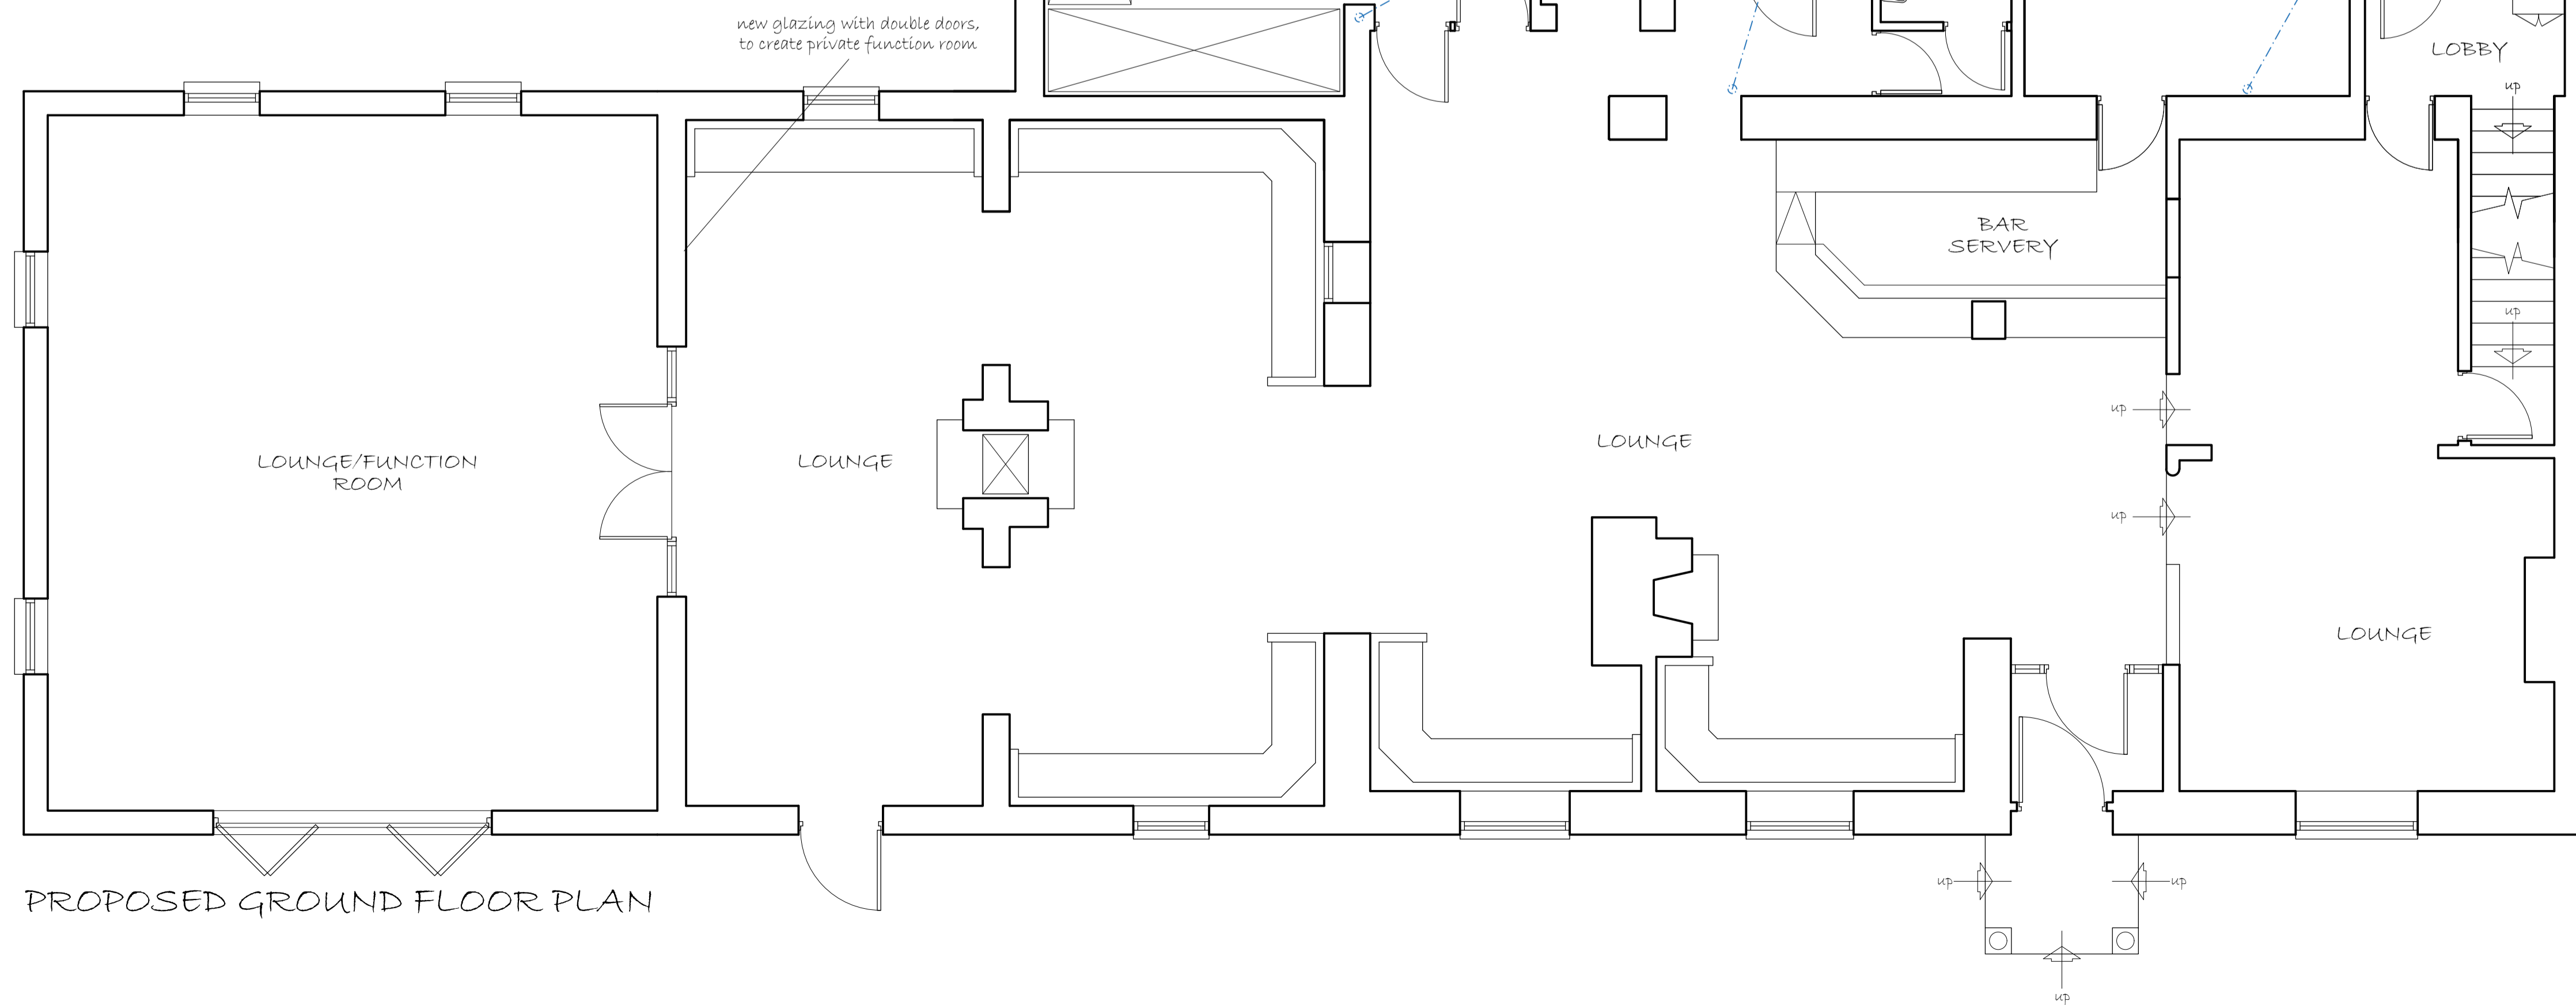 new glazing with double doors,
to create private function room
LOBBY
up
BAR
SERVERY
up
up
LOUNGE
LOUNGE/FUNCTION
ROOM
LOUNGE
up
LOUNGE
PROPOSED GROUND FLOOR PLAN
up
up
up